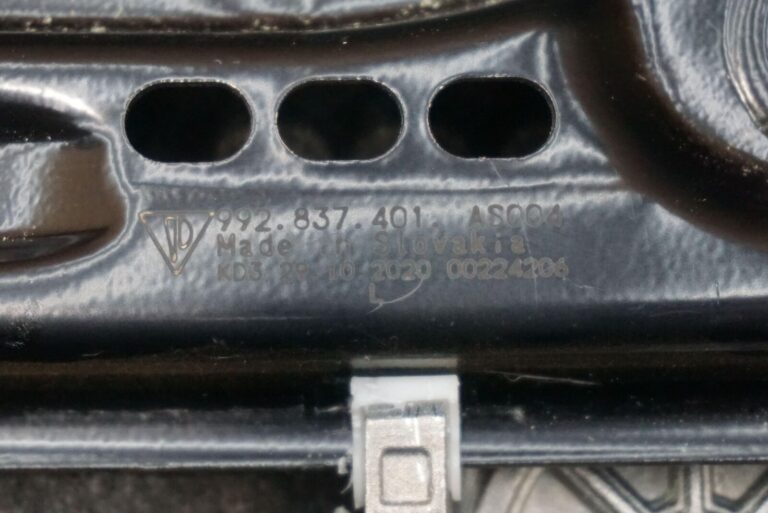 992.837.401. AS004
Made in Slovakia
KD3 29.10.2020 00224206
L